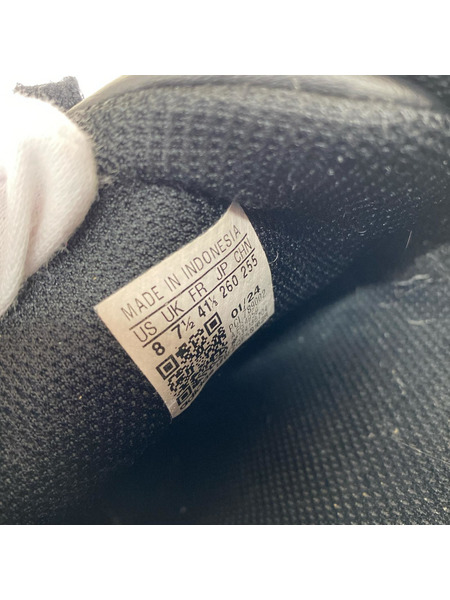 MADE IN INDONESIA
US UK FR JP CHN
8 7½ 41⅓ 260 255
01.24